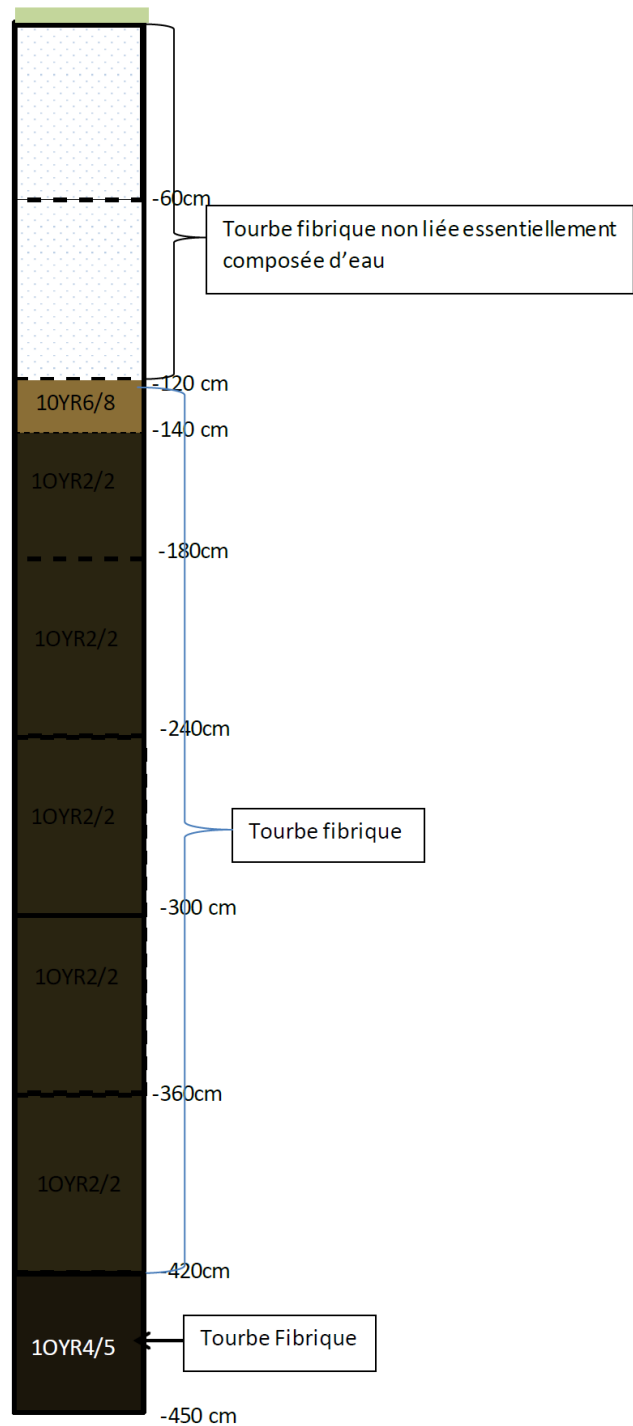 -60cm
Tourbe fibrique non liée essentiellement
composée d'eau
-120 cm
10YR6/8
-140 cm
1OYR2/2
-180cm
1OYR2/2
-240cm
1OYR2/2
Tourbe fibrique
-300 cm
1OYR2/2
-360cm
1OYR2/2
-420cm
Tourbe Fibrique
1OYR4/5
-450 cm